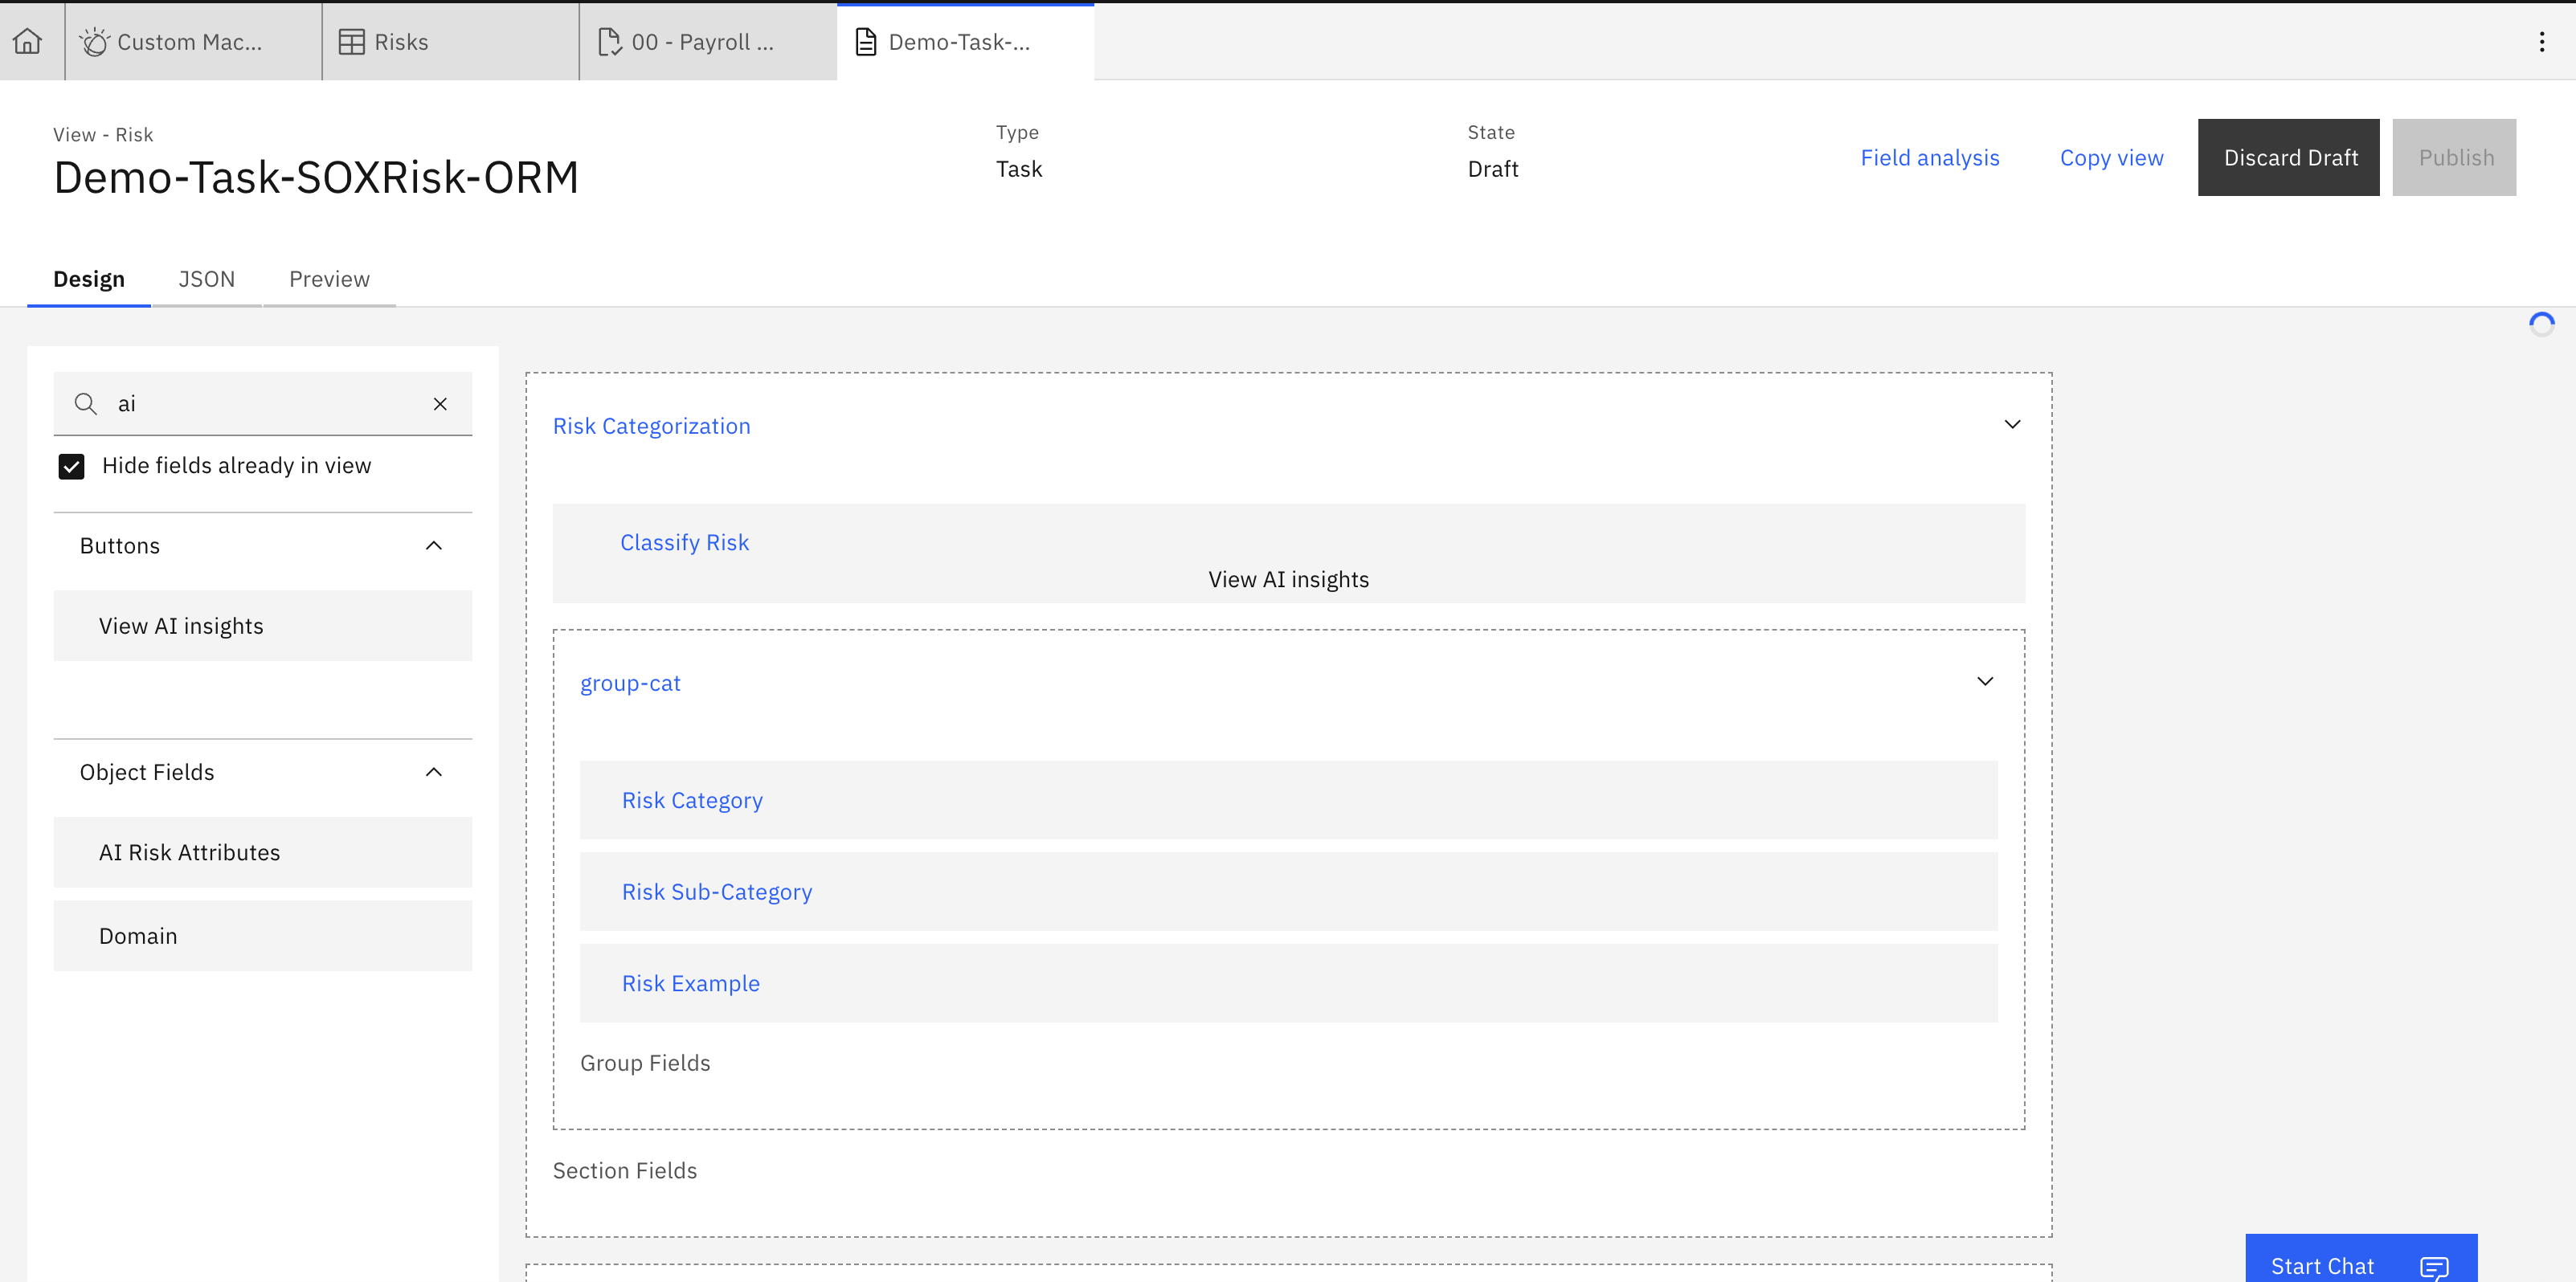 Custom Mac...
Risks
00 - Payroll ...
Demo-Task-...
View - Risk
Demo-Task-SOXRisk-ORM
Type
Task
State
Draft
Field analysis
Copy view
Discard Draft
Publish
Design
JSON
Preview
ai
Hide fields already in view
Buttons
View AI insights
Object Fields
AI Risk Attributes
Domain
Risk Categorization
Classify Risk
View AI insights
group-cat
Risk Category
Risk Sub-Category
Risk Example
Group Fields
Section Fields
Start Chat